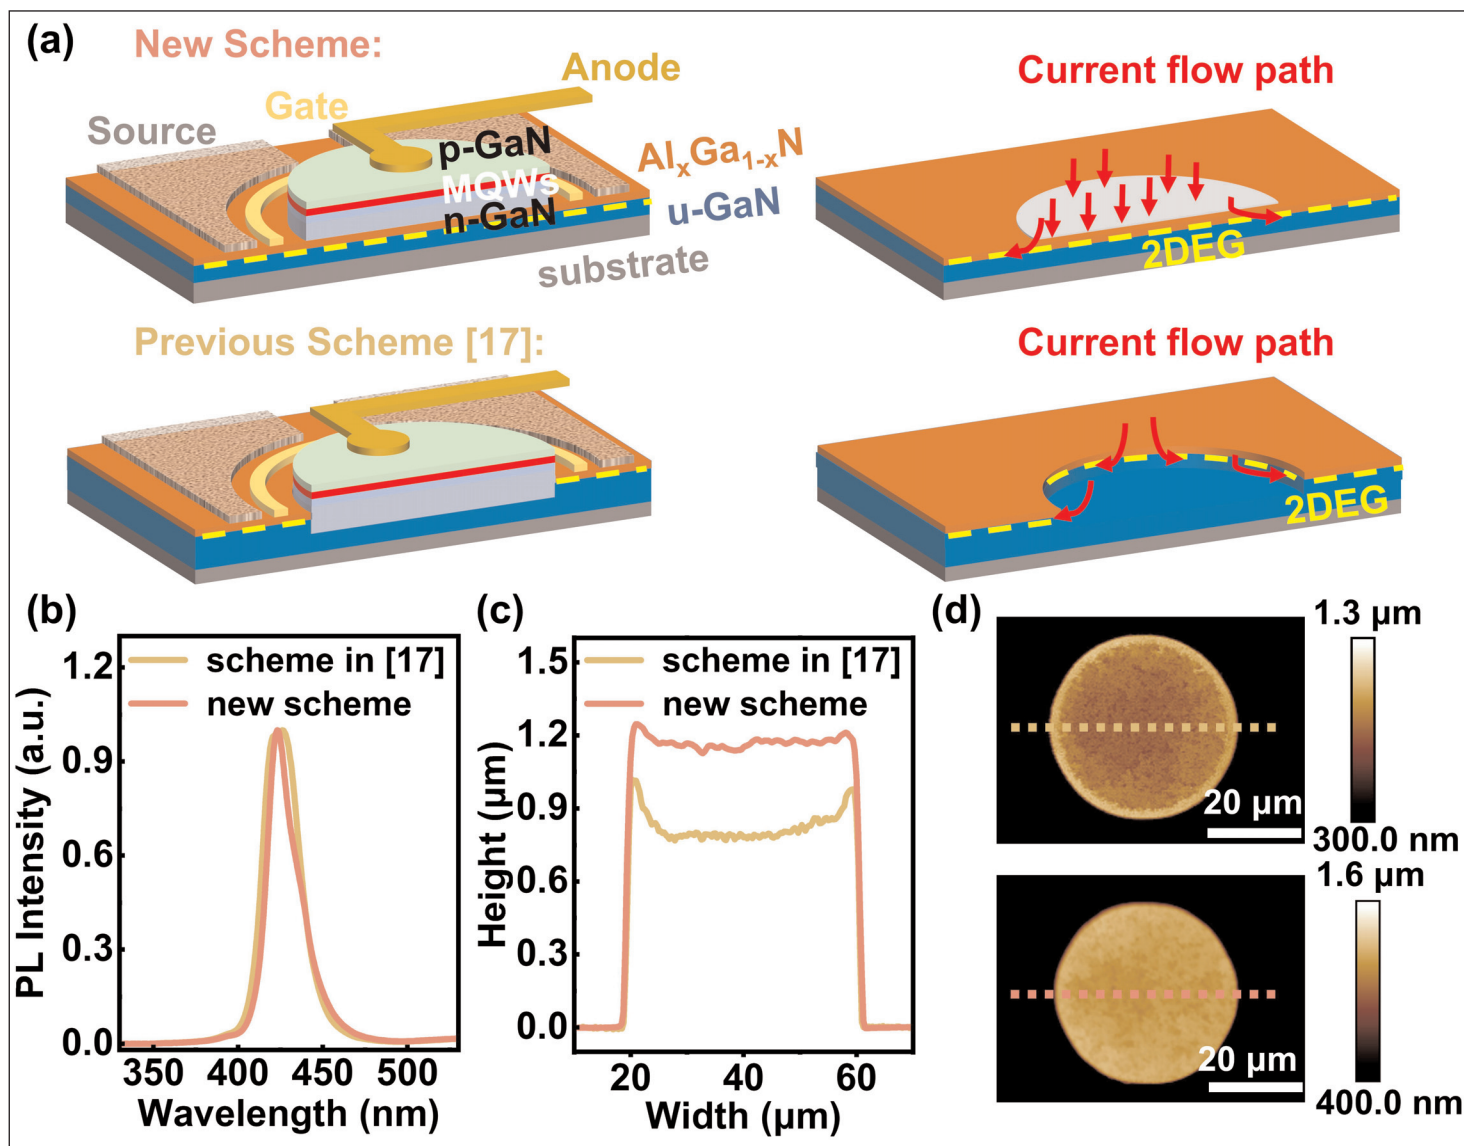 (a)
New Scheme:
Anode
Gate
Source
p-GaN
MQWs
n-GaN
AlₓGa₁₋ₓN
u-GaN
substrate
Current flow path
2DEG
Previous Scheme [17]:
Current flow path
2DEG
(b)
scheme in [17]
new scheme
PL Intensity (a.u.)
1.2
0.9
0.6
0.3
0.0
350 400 450 500
Wavelength (nm)
(c)
scheme in [17]
new scheme
Height (µm)
1.5
1.2
0.9
0.6
0.3
0.0
20 40 60
Width (µm)
(d)
1.3 µm
20 µm
300.0 nm
1.6 µm
20 µm
400.0 nm